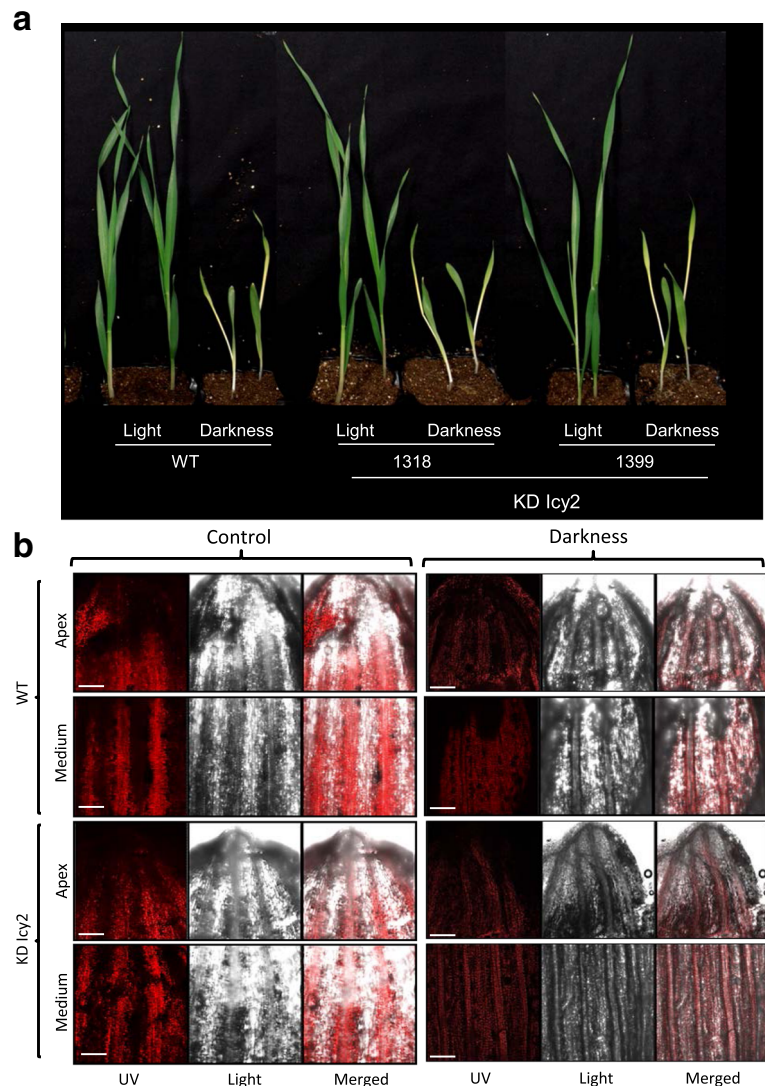 a
Light Darkness Light Darkness Light Darkness
WT 1318 1399
KD Icy2
b
Control Darkness
WT
Apex
Medium
KD Icy2
Apex
Medium
UV Light Merged UV Light Merged